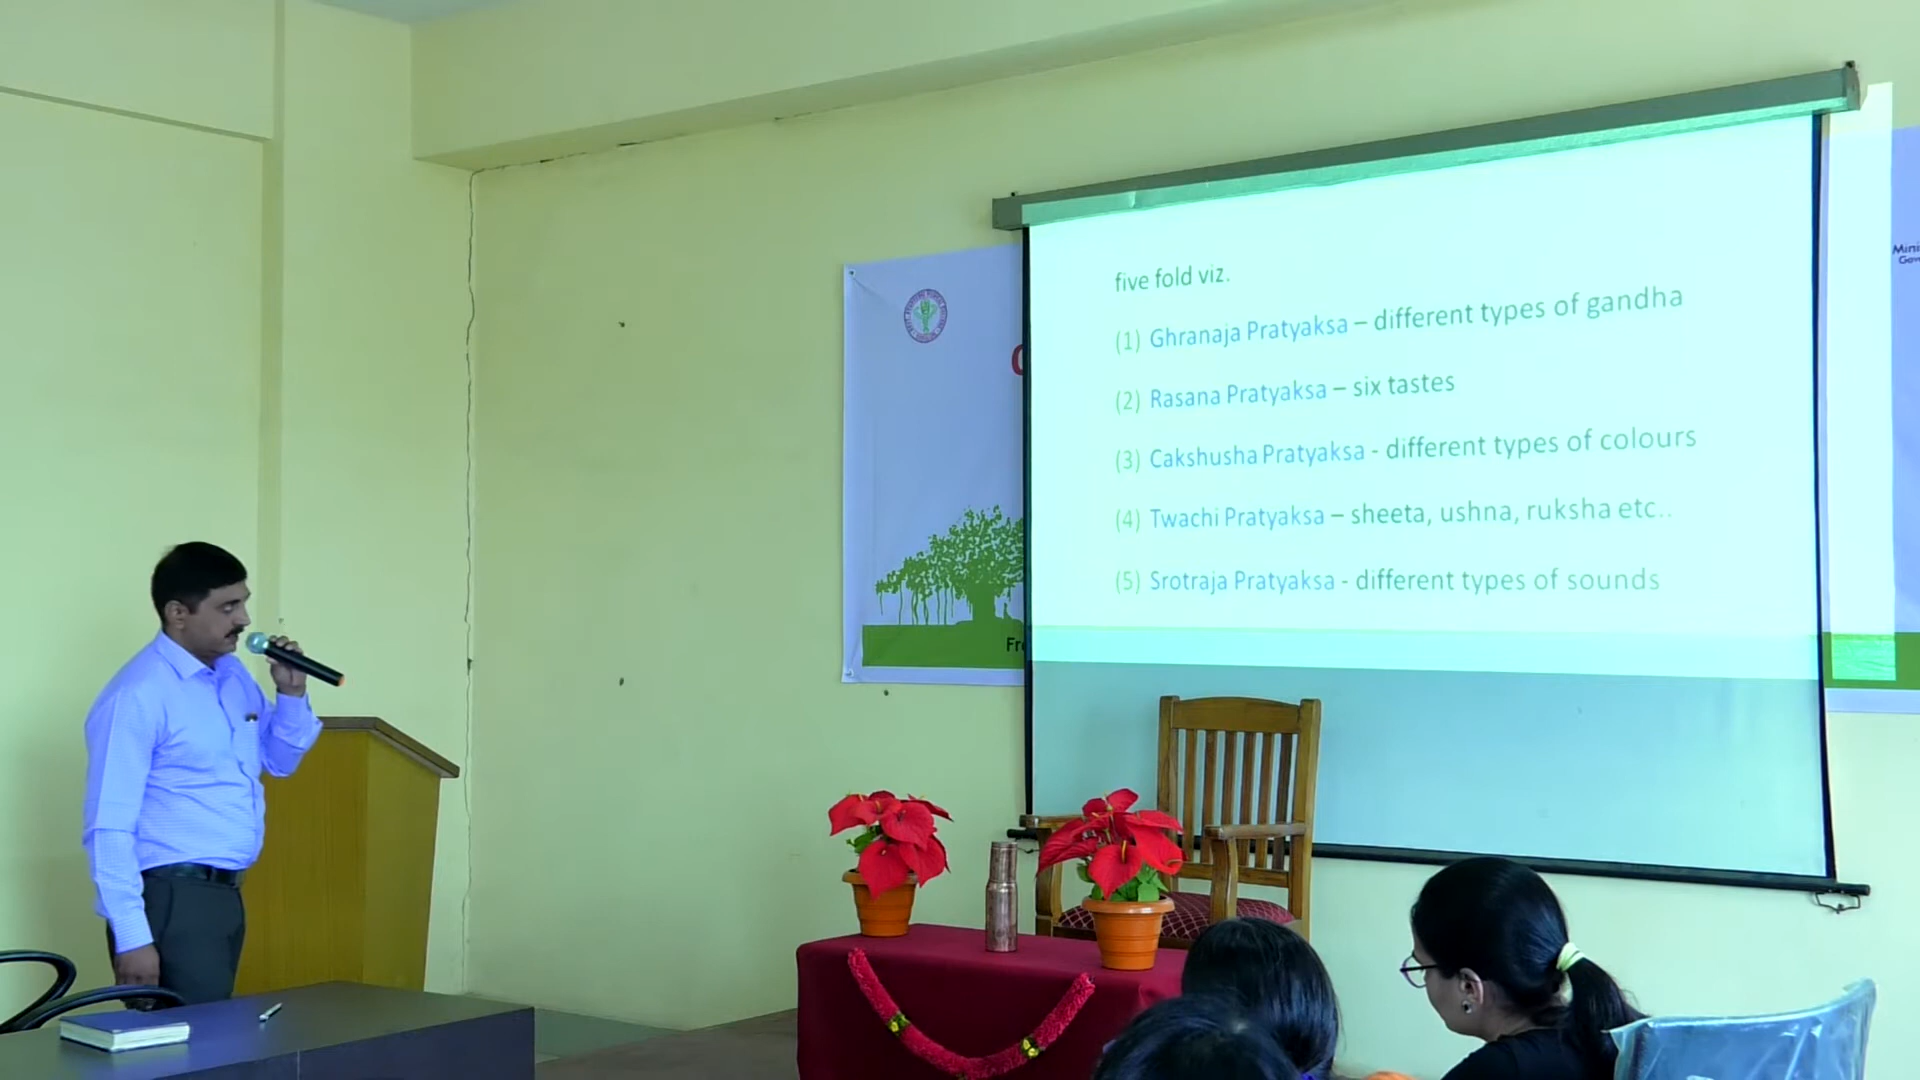 five fold viz.
(1) Ghranaja Pratyaksa – different types of gandha
(2) Rasana Pratyaksa – six tastes
(3) Cakshusha Pratyaksa - different types of colours
(4) Twachi Pratyaksa – sheeta, ushna, ruksha etc..
(5) Srotraja Pratyaksa - different types of sounds